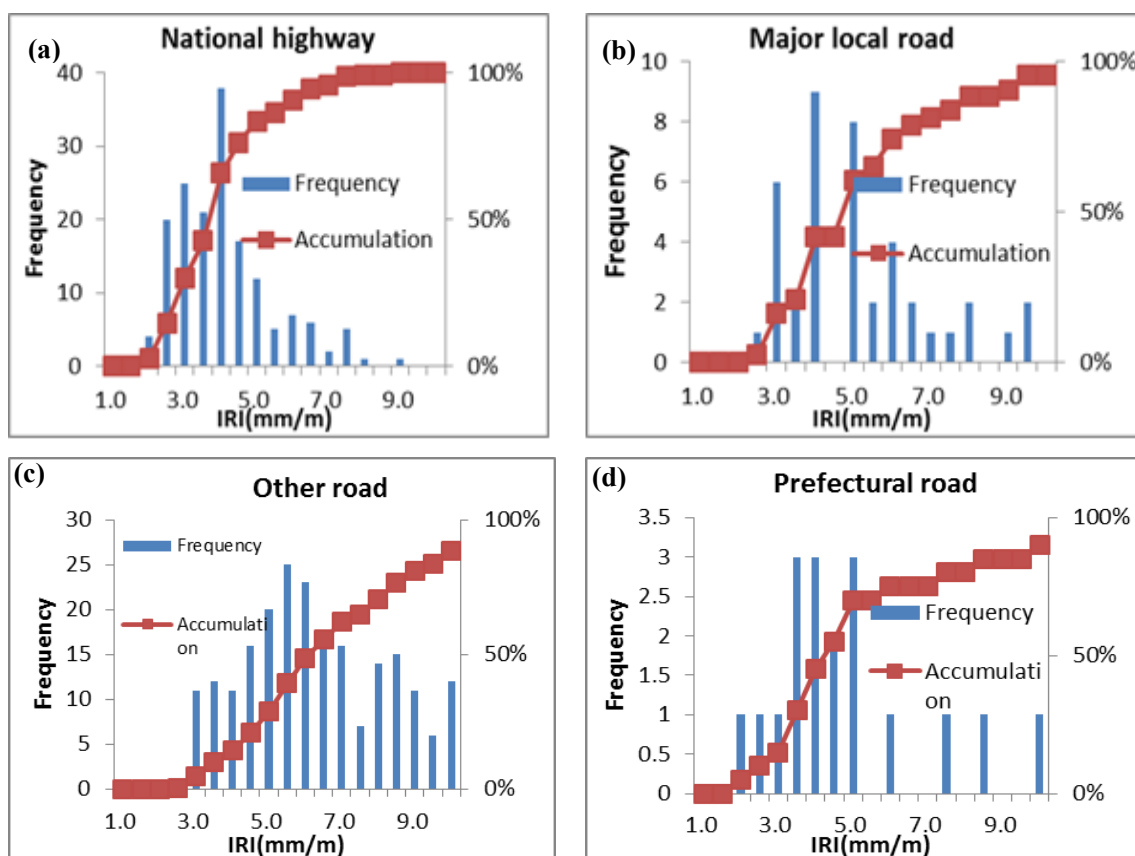 (a)
National highway
40
30
20
10
0
100%
50%
0%
Frequency
Frequency
Accumulation
1.0 3.0 5.0 7.0 9.0
IRI(mm/m)
(b)
Major local road
10
8
6
4
2
0
100%
50%
0%
Frequency
Frequency
Accumulation
1.0 3.0 5.0 7.0 9.0
IRI(mm/m)
(c)
Other road
30
25
20
15
10
5
0
100%
50%
0%
Frequency
Frequency
Accumulati
on
1.0 3.0 5.0 7.0 9.0
IRI(mm/m)
(d)
Prefectural road
3.5
3
2.5
2
1.5
1
0.5
0
100%
50%
0%
Frequency
Frequency
Accumulati
on
1.0 3.0 5.0 7.0 9.0
IRI(mm/m)